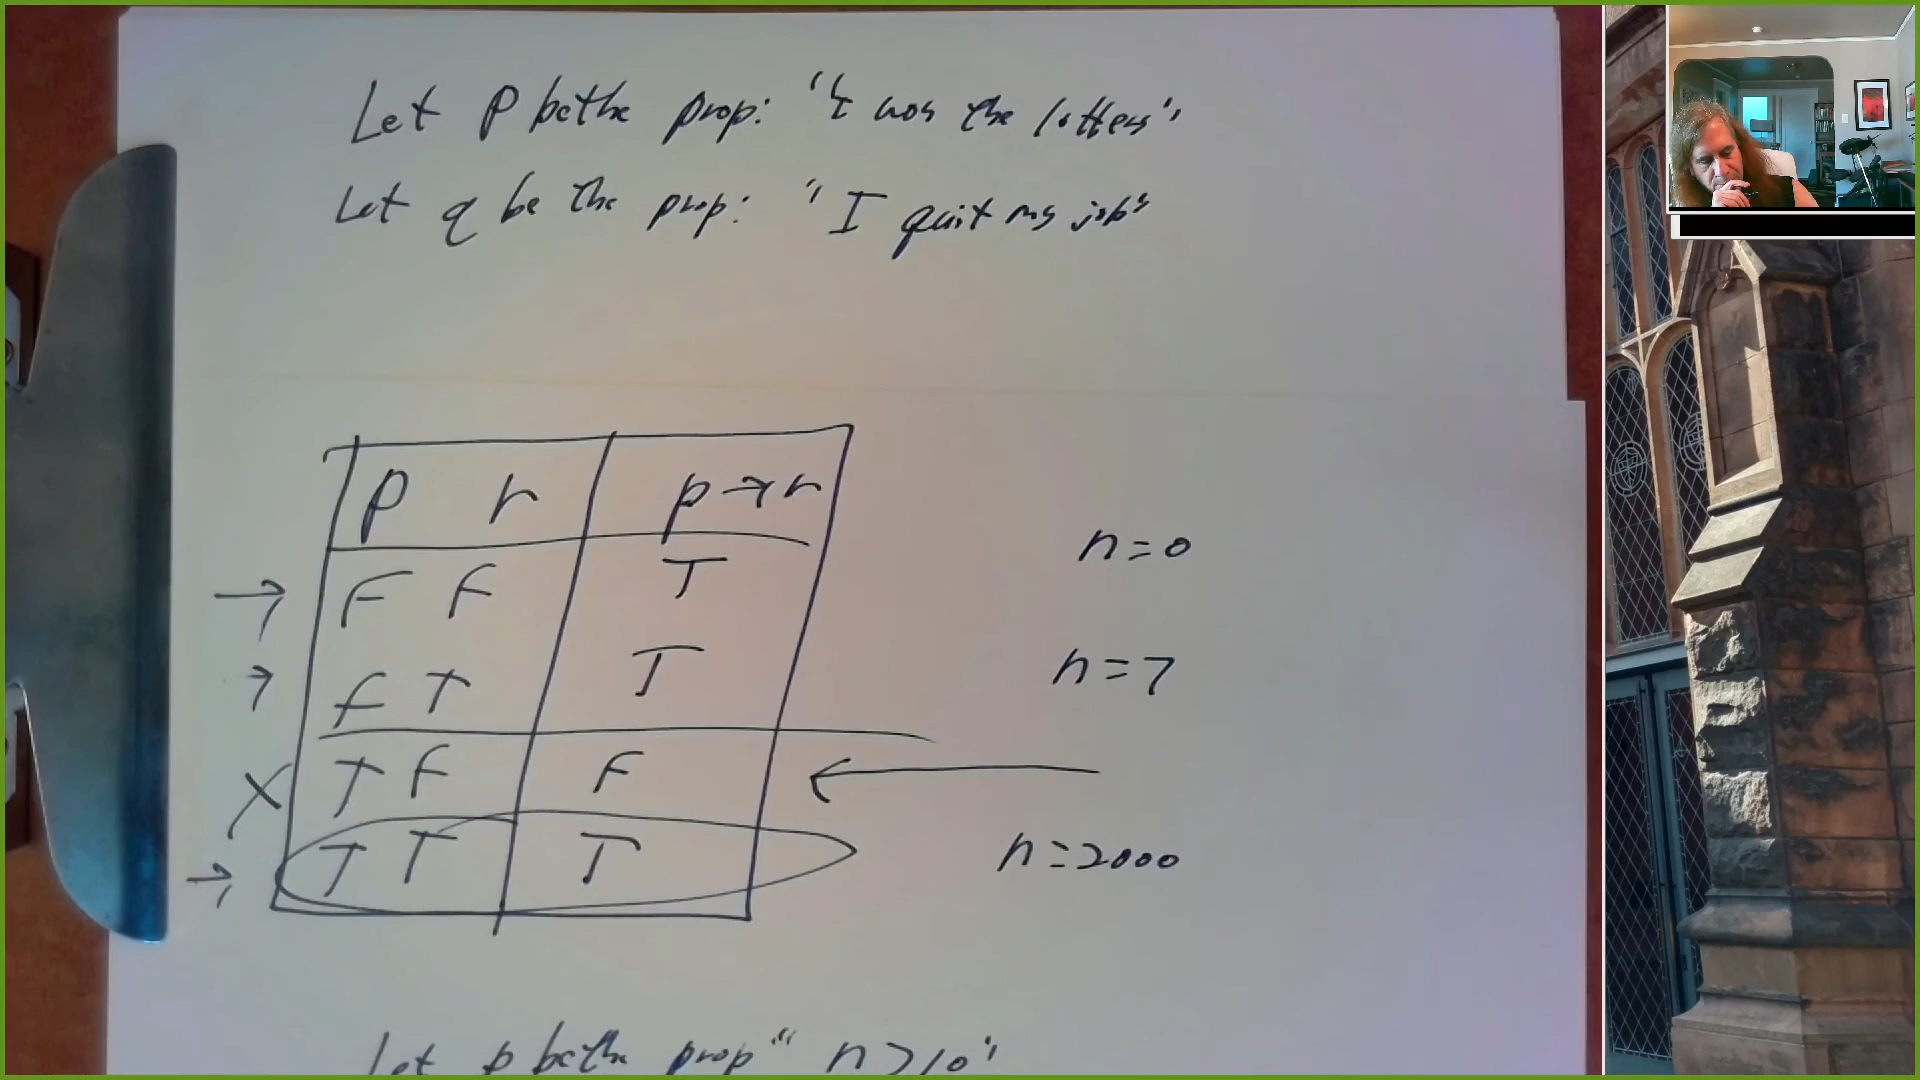 Let p be the prop: "I won the lottery"
Let q be the prop: "I quit my job"
p r p→r
→ F F T n=0
→ F T T n=7
X T F F ←
→ T T T n=2000
Let p be the prop " n>10"